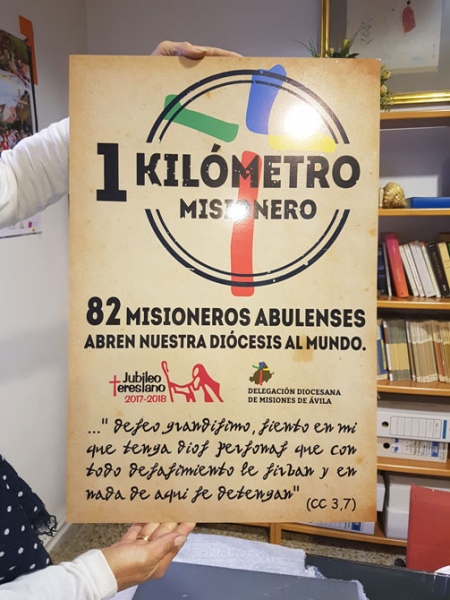 1 KILÓMETRO
MISIONERO
82 MISIONEROS ABULENSES
ABREN NUESTRA DIÓCESIS AL MUNDO.
Jubileo
Teresiano
2017-2018
DELEGACIÓN DIOCESANA
DE MISIONES DE ÁVILA
..." deseo grandísimo, siento en mi
que tenga dios personas que con
todo desasimiento le sirban y en
nada de aqui se detengan"
(CC 3,7)